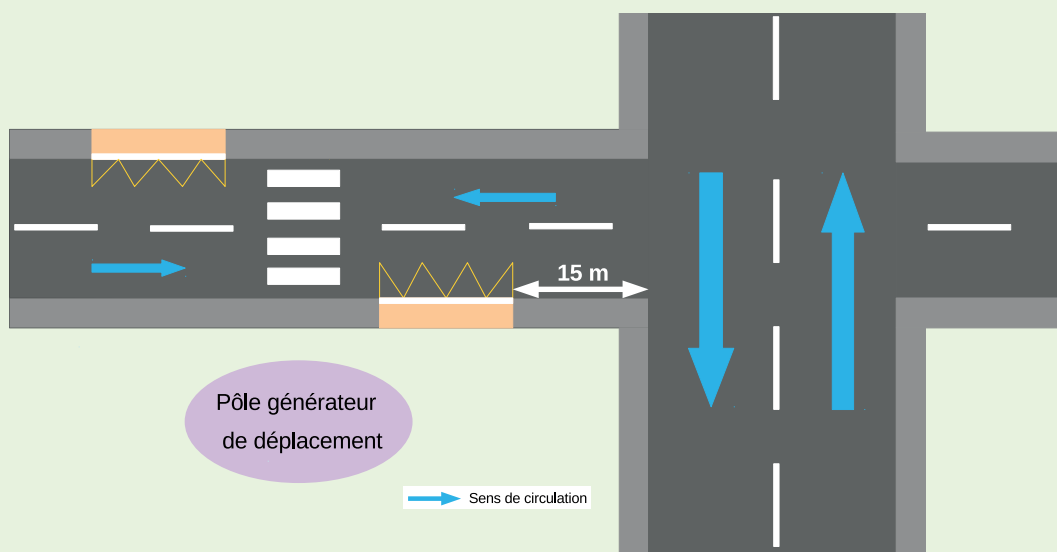 15 m
Pôle générateur
de déplacement
Sens de circulation